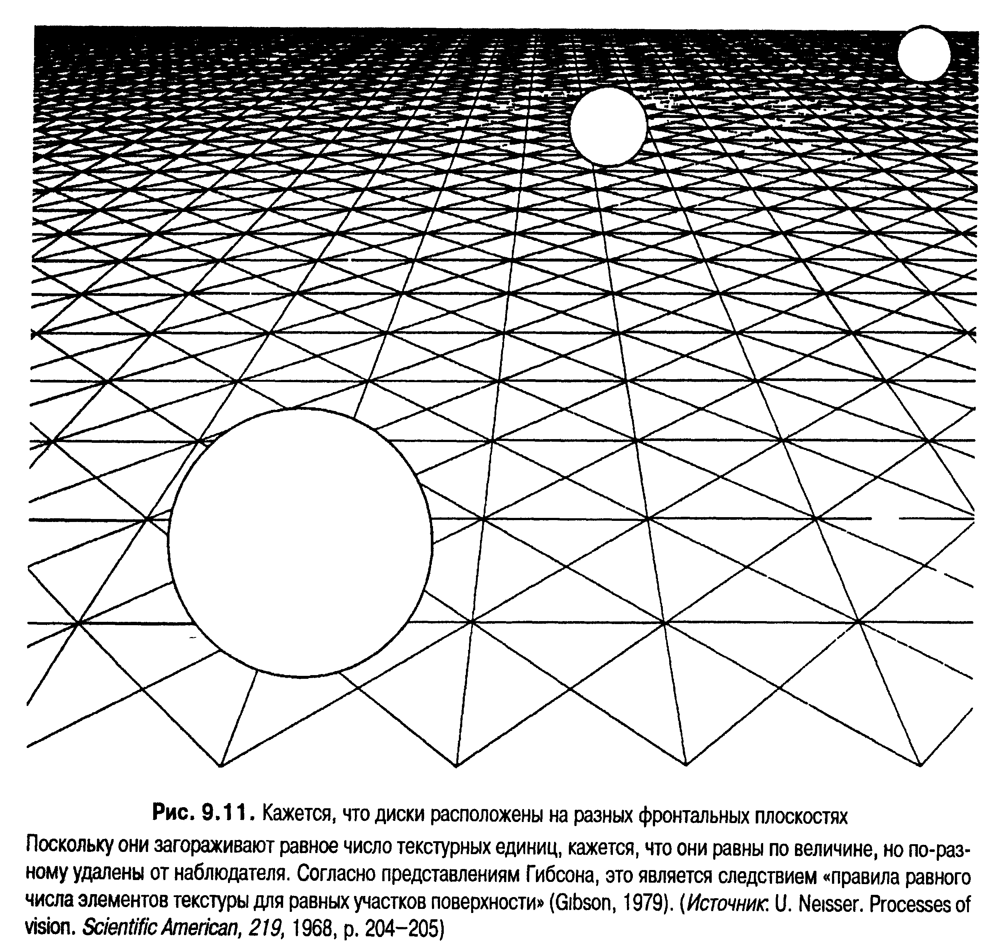 Рис. 9.11. Кажется, что диски расположены на разных фронтальных плоскостях
Поскольку они загораживают равное число текстурных единиц, кажется, что они равны по величине, но по-раз-
ному удалены от наблюдателя. Согласно представлениям Гибсона, это является следствием «правила равного
числа элементов текстуры для равных участков поверхности» (Gibson, 1979). (Источник: U. Neisser. Processes of
vision. Scientific American, 219, 1968, p. 204–205)